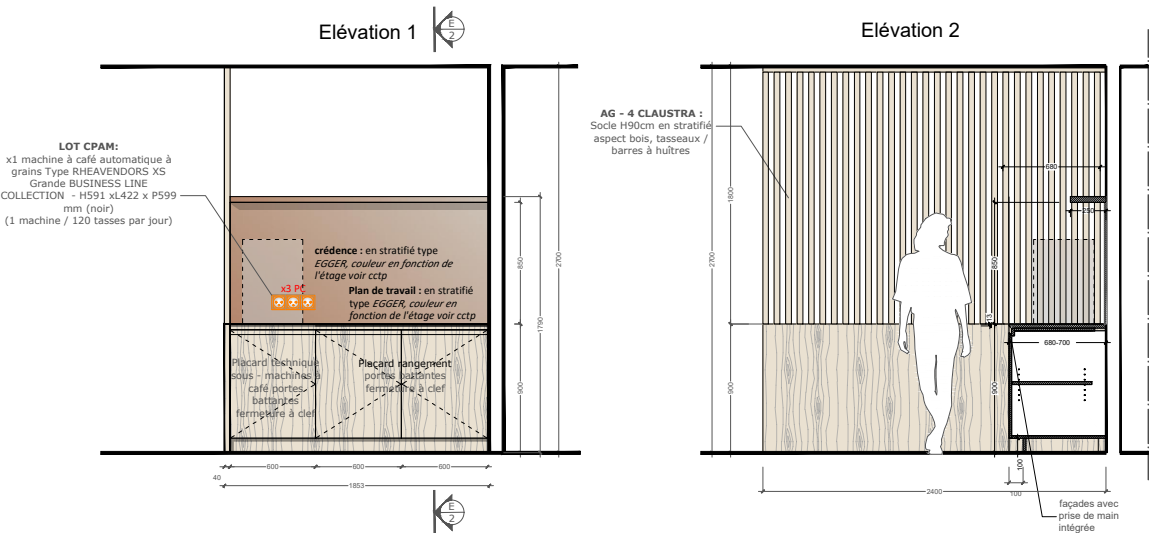 Elévation 1
E
2
Elévation 2
LOT CPAM:
x1 machine à café automatique à
grains Type RHEAVENDORS XS
Grande BUSINESS LINE
COLLECTION - H591 xL422 x P599
mm (noir)
(1 machine / 120 tasses par jour)
crédence : en stratifié type
EGGER, couleur en fonction de
l'étage voir cctp
x3 PC
Plan de travail : en stratifié
type EGGER, couleur en
fonction de l'étage voir cctp
Placard technique
sous - machines à
café portes
battantes
fermeture à clef
Placard rangement
portes battantes
fermeture à clef
850
900
1790
2700
600
600
600
40
1853
E
2
AG - 4 CLAUSTRA :
Socle H90cm en stratifié
aspect bois, tasseaux /
barres à huîtres
2700
1800
900
680
250
850
13
680-700
900
100
100
2400
façades avec
prise de main
intégrée